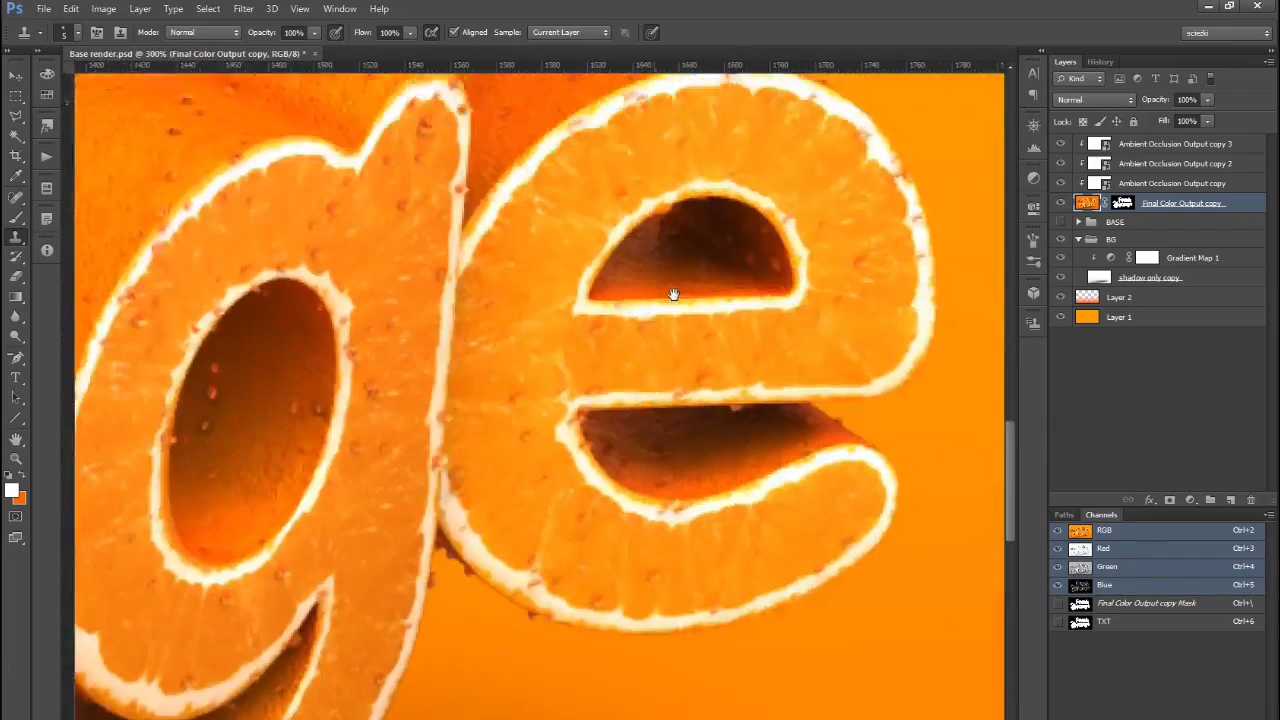 Ps File Edit Image Layer Type Select Filter 3D View Window Help
5 Mode: Normal Opacity: 100% Flow: 100% Aligned Sample: Current Layer
Base render.psd @ 300% (Final Color Output copy, RGB/8) *
Layers History
Kind
Normal Opacity: 100%
Lock: Fill: 100%
Ambient Occlusion Output copy 3
Ambient Occlusion Output copy 2
Ambient Occlusion Output copy
Final Color Output copy
BASE
BG
Gradient Map 1
shadow only copy
Layer 2
Layer 1
Paths Channels
RGB Ctrl+2
Red Ctrl+3
Green Ctrl+4
Blue Ctrl+5
Final Color Output copy Mask Ctrl+\
TXT Ctrl+6
ge